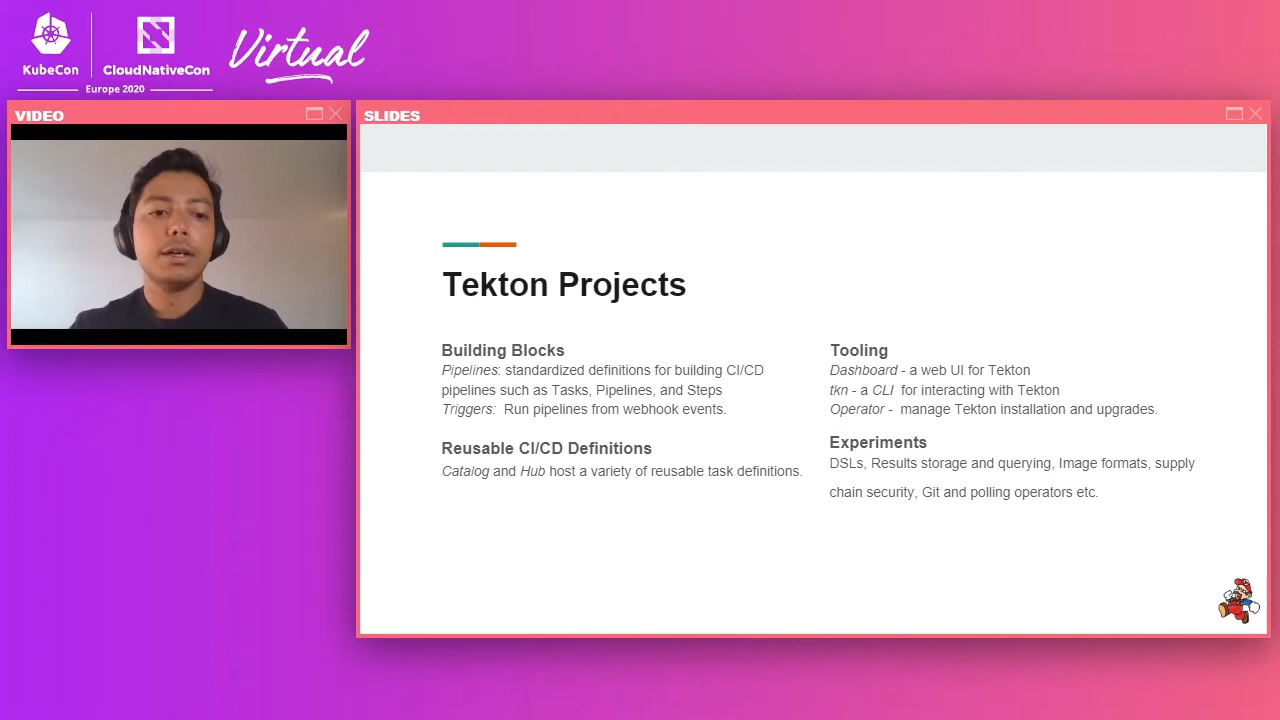 KubeCon
CloudNativeCon
Europe 2020
Virtual
VIDEO
SLIDES
Tekton Projects
Building Blocks
Pipelines: standardized definitions for building CI/CD
pipelines such as Tasks, Pipelines, and Steps
Triggers: Run pipelines from webhook events.
Reusable CI/CD Definitions
Catalog and Hub host a variety of reusable task definitions.
Tooling
Dashboard - a web UI for Tekton
tkn - a CLI for interacting with Tekton
Operator - manage Tekton installation and upgrades.
Experiments
DSLs, Results storage and querying, Image formats, supply
chain security, Git and polling operators etc.